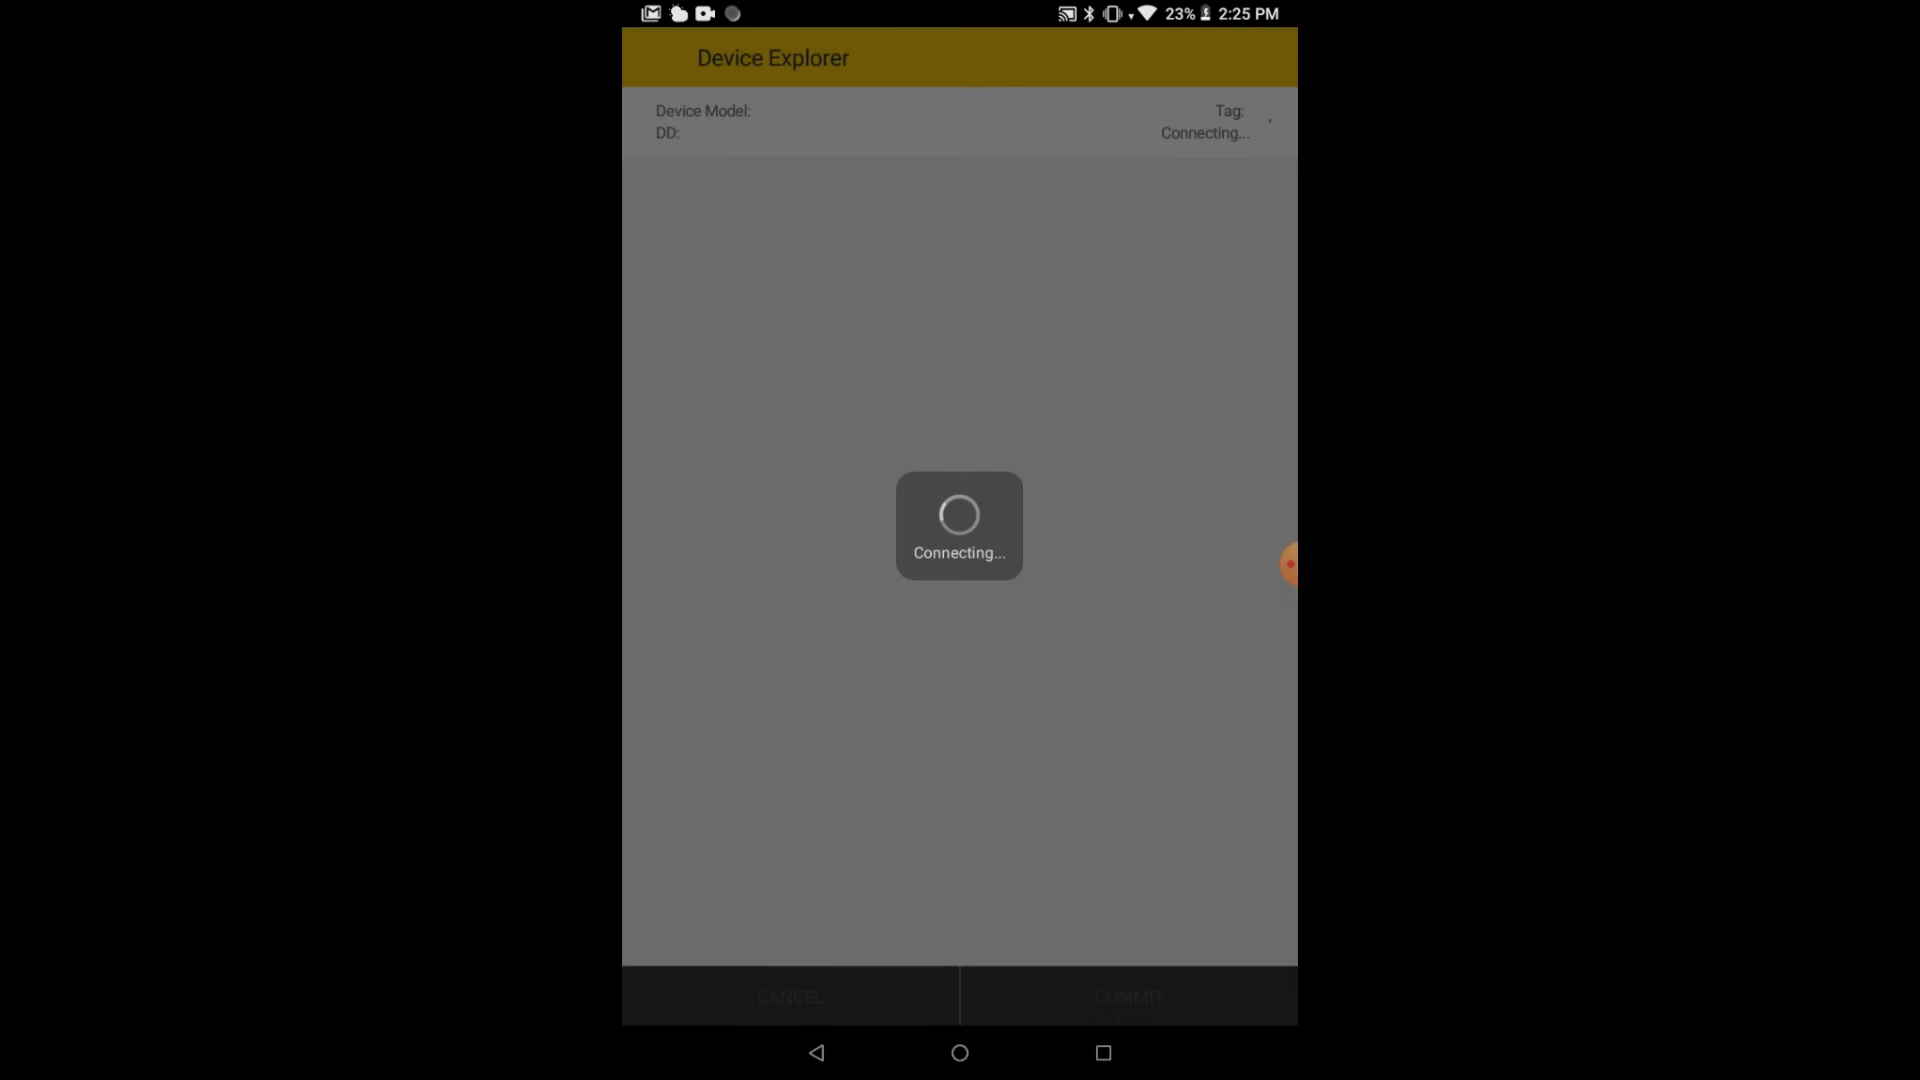 23% 2:25 PM
Device Explorer
Device Model:
Tag:
DD:
Connecting...
Connecting...
CANCEL
COMMIT